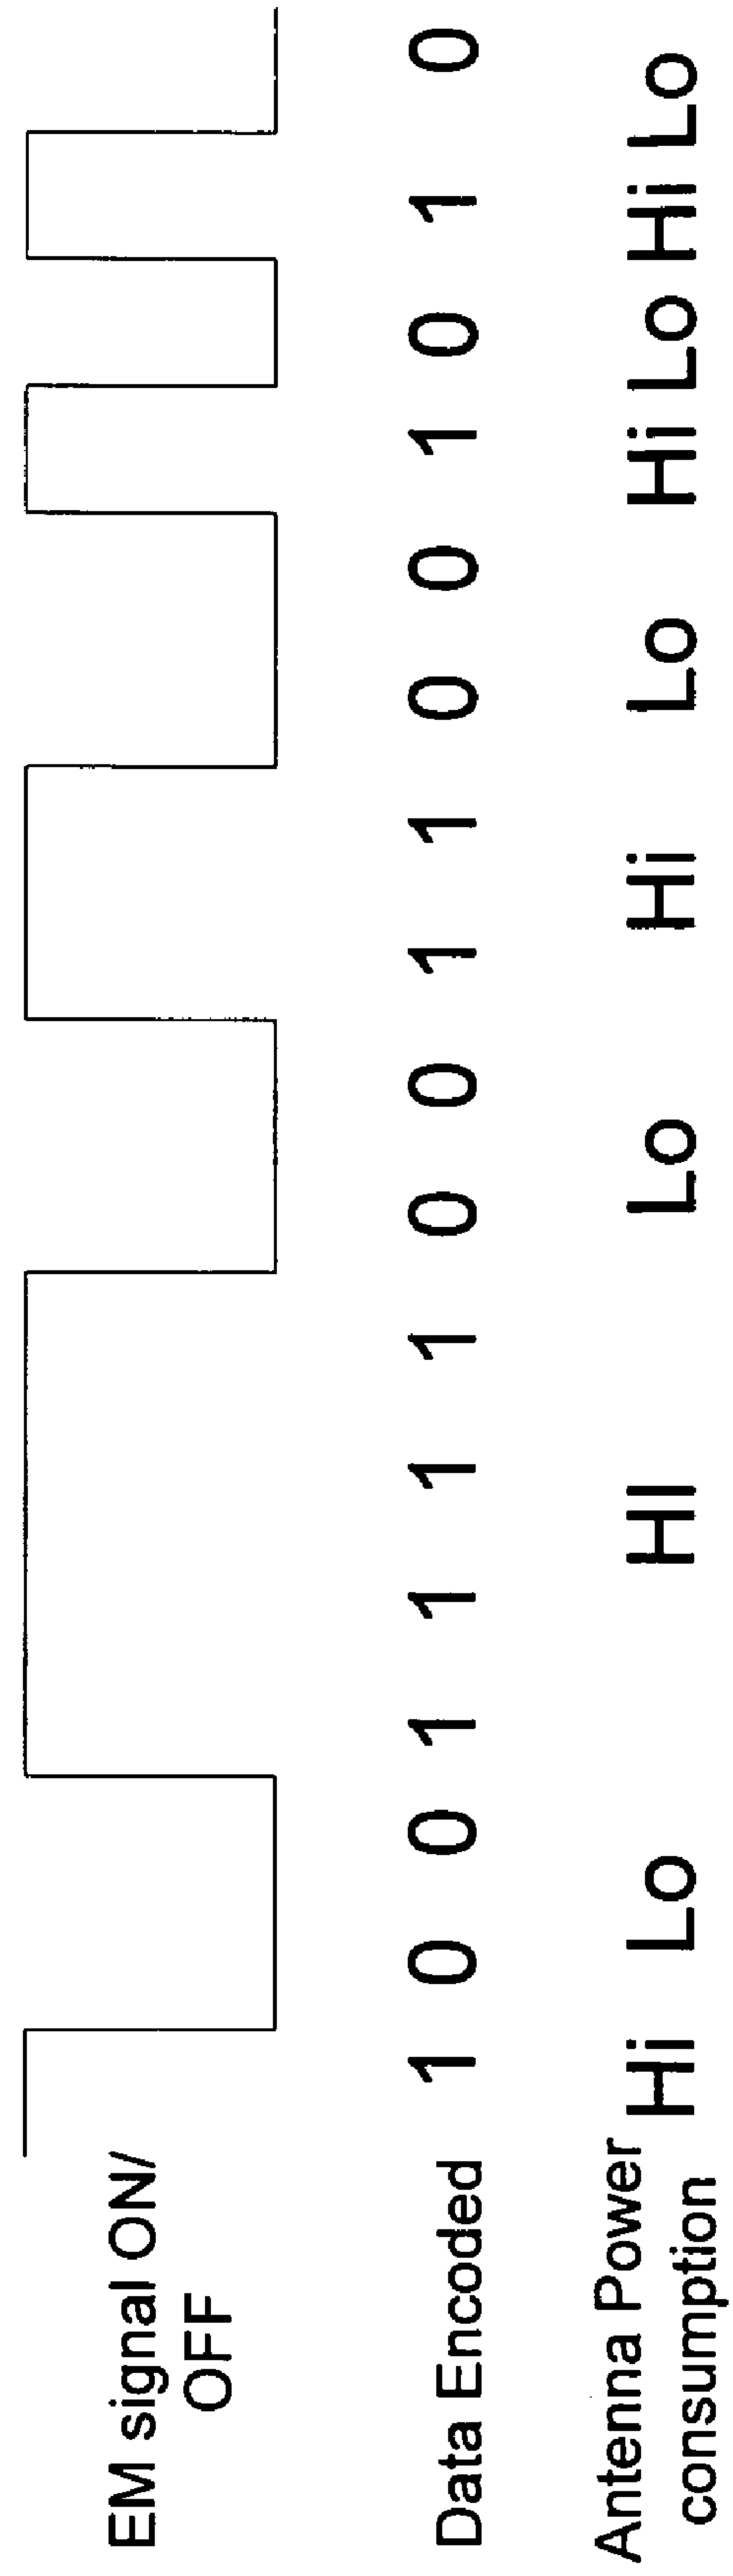 EM signal ON/
OFF
Data Encoded 1 0 0 1 1 1 1 0 0 1 1 0 0 1 0 1 0
Antenna Power
consumption
Hi Lo HI Lo Hi Lo Hi Lo Hi Lo